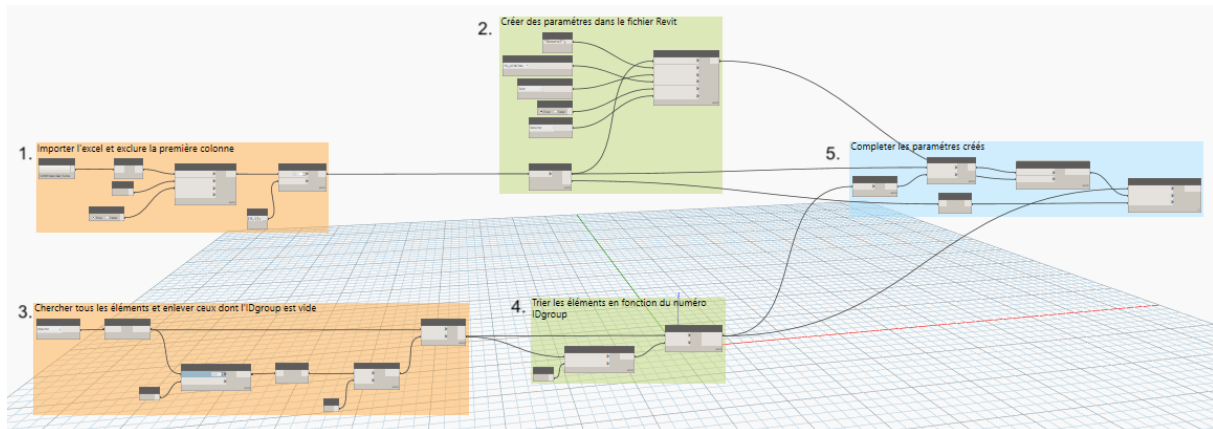 2. Créer des paramètres dans le fichier Revit
1. Importer l'excel et exclure la première colonne
5. Completer les paramètres créés
3. Chercher tous les éléments et enlever ceux dont l'IDgroup est vide
4. Trier les éléments en fonction du numéro
IDgroup